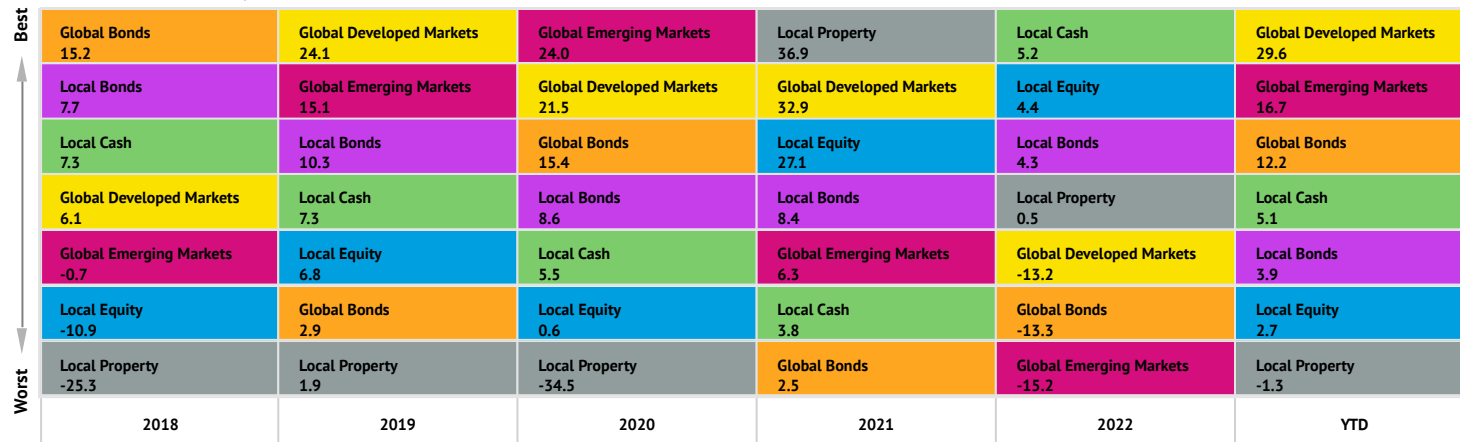 Best
Worst
Global Bonds
15.2
Global Developed Markets
24.1
Global Emerging Markets
24.0
Local Property
36.9
Local Cash
5.2
Global Developed Markets
29.6
Local Bonds
7.7
Global Emerging Markets
15.1
Global Developed Markets
21.5
Global Developed Markets
32.9
Local Equity
4.4
Global Emerging Markets
16.7
Local Cash
7.3
Local Bonds
10.3
Global Bonds
15.4
Local Equity
27.1
Local Bonds
4.3
Global Bonds
12.2
Global Developed Markets
6.1
Local Cash
7.3
Local Bonds
8.6
Local Bonds
8.4
Local Property
0.5
Local Cash
5.1
Global Emerging Markets
-0.7
Local Equity
6.8
Local Cash
5.5
Global Emerging Markets
6.3
Global Developed Markets
-13.2
Local Bonds
3.9
Local Equity
-10.9
Global Bonds
2.9
Local Equity
0.6
Local Cash
3.8
Global Bonds
-13.3
Local Equity
2.7
Local Property
-25.3
Local Property
1.9
Local Property
-34.5
Global Bonds
2.5
Global Emerging Markets
-15.2
Local Property
-1.3
2018
2019
2020
2021
2022
YTD